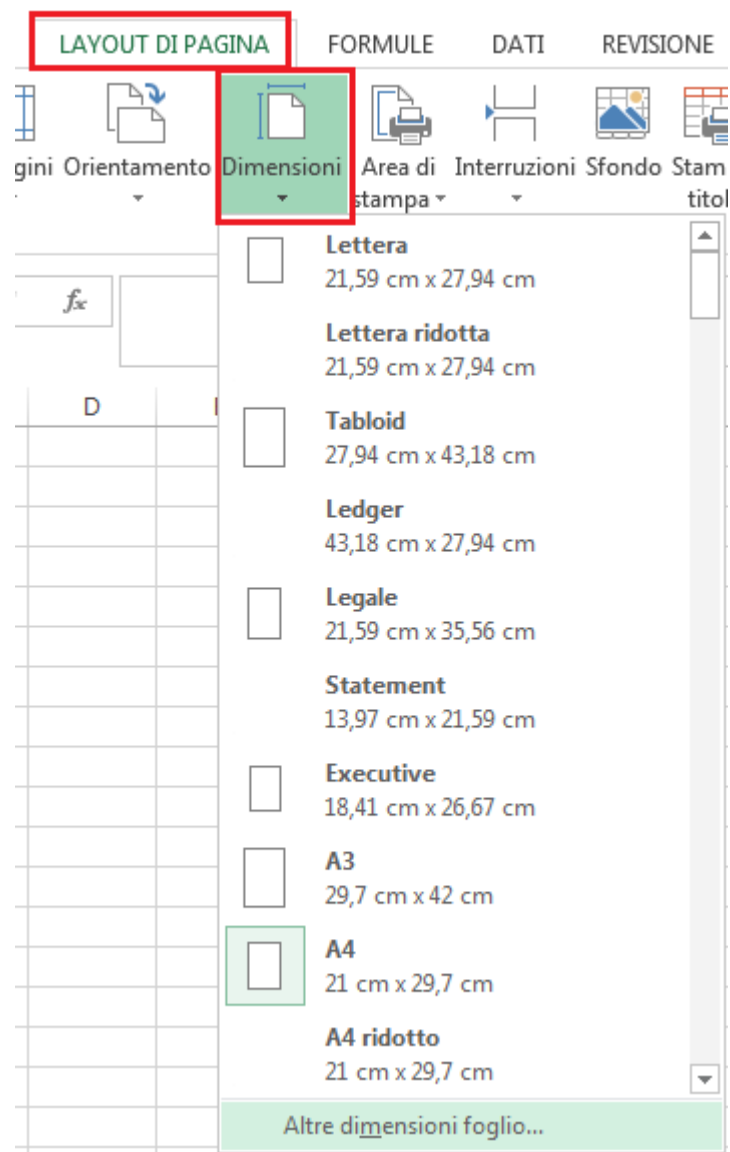 LAYOUT DI PAGINA FORMULE DATI REVISIONE
gini Orientamento Dimensioni Area di stampa Interruzioni Sfondo Stam titol
fx
D
Lettera
21,59 cm x 27,94 cm
Lettera ridotta
21,59 cm x 27,94 cm
Tabloid
27,94 cm x 43,18 cm
Ledger
43,18 cm x 27,94 cm
Legale
21,59 cm x 35,56 cm
Statement
13,97 cm x 21,59 cm
Executive
18,41 cm x 26,67 cm
A3
29,7 cm x 42 cm
A4
21 cm x 29,7 cm
A4 ridotto
21 cm x 29,7 cm
Altre dimensioni foglio...